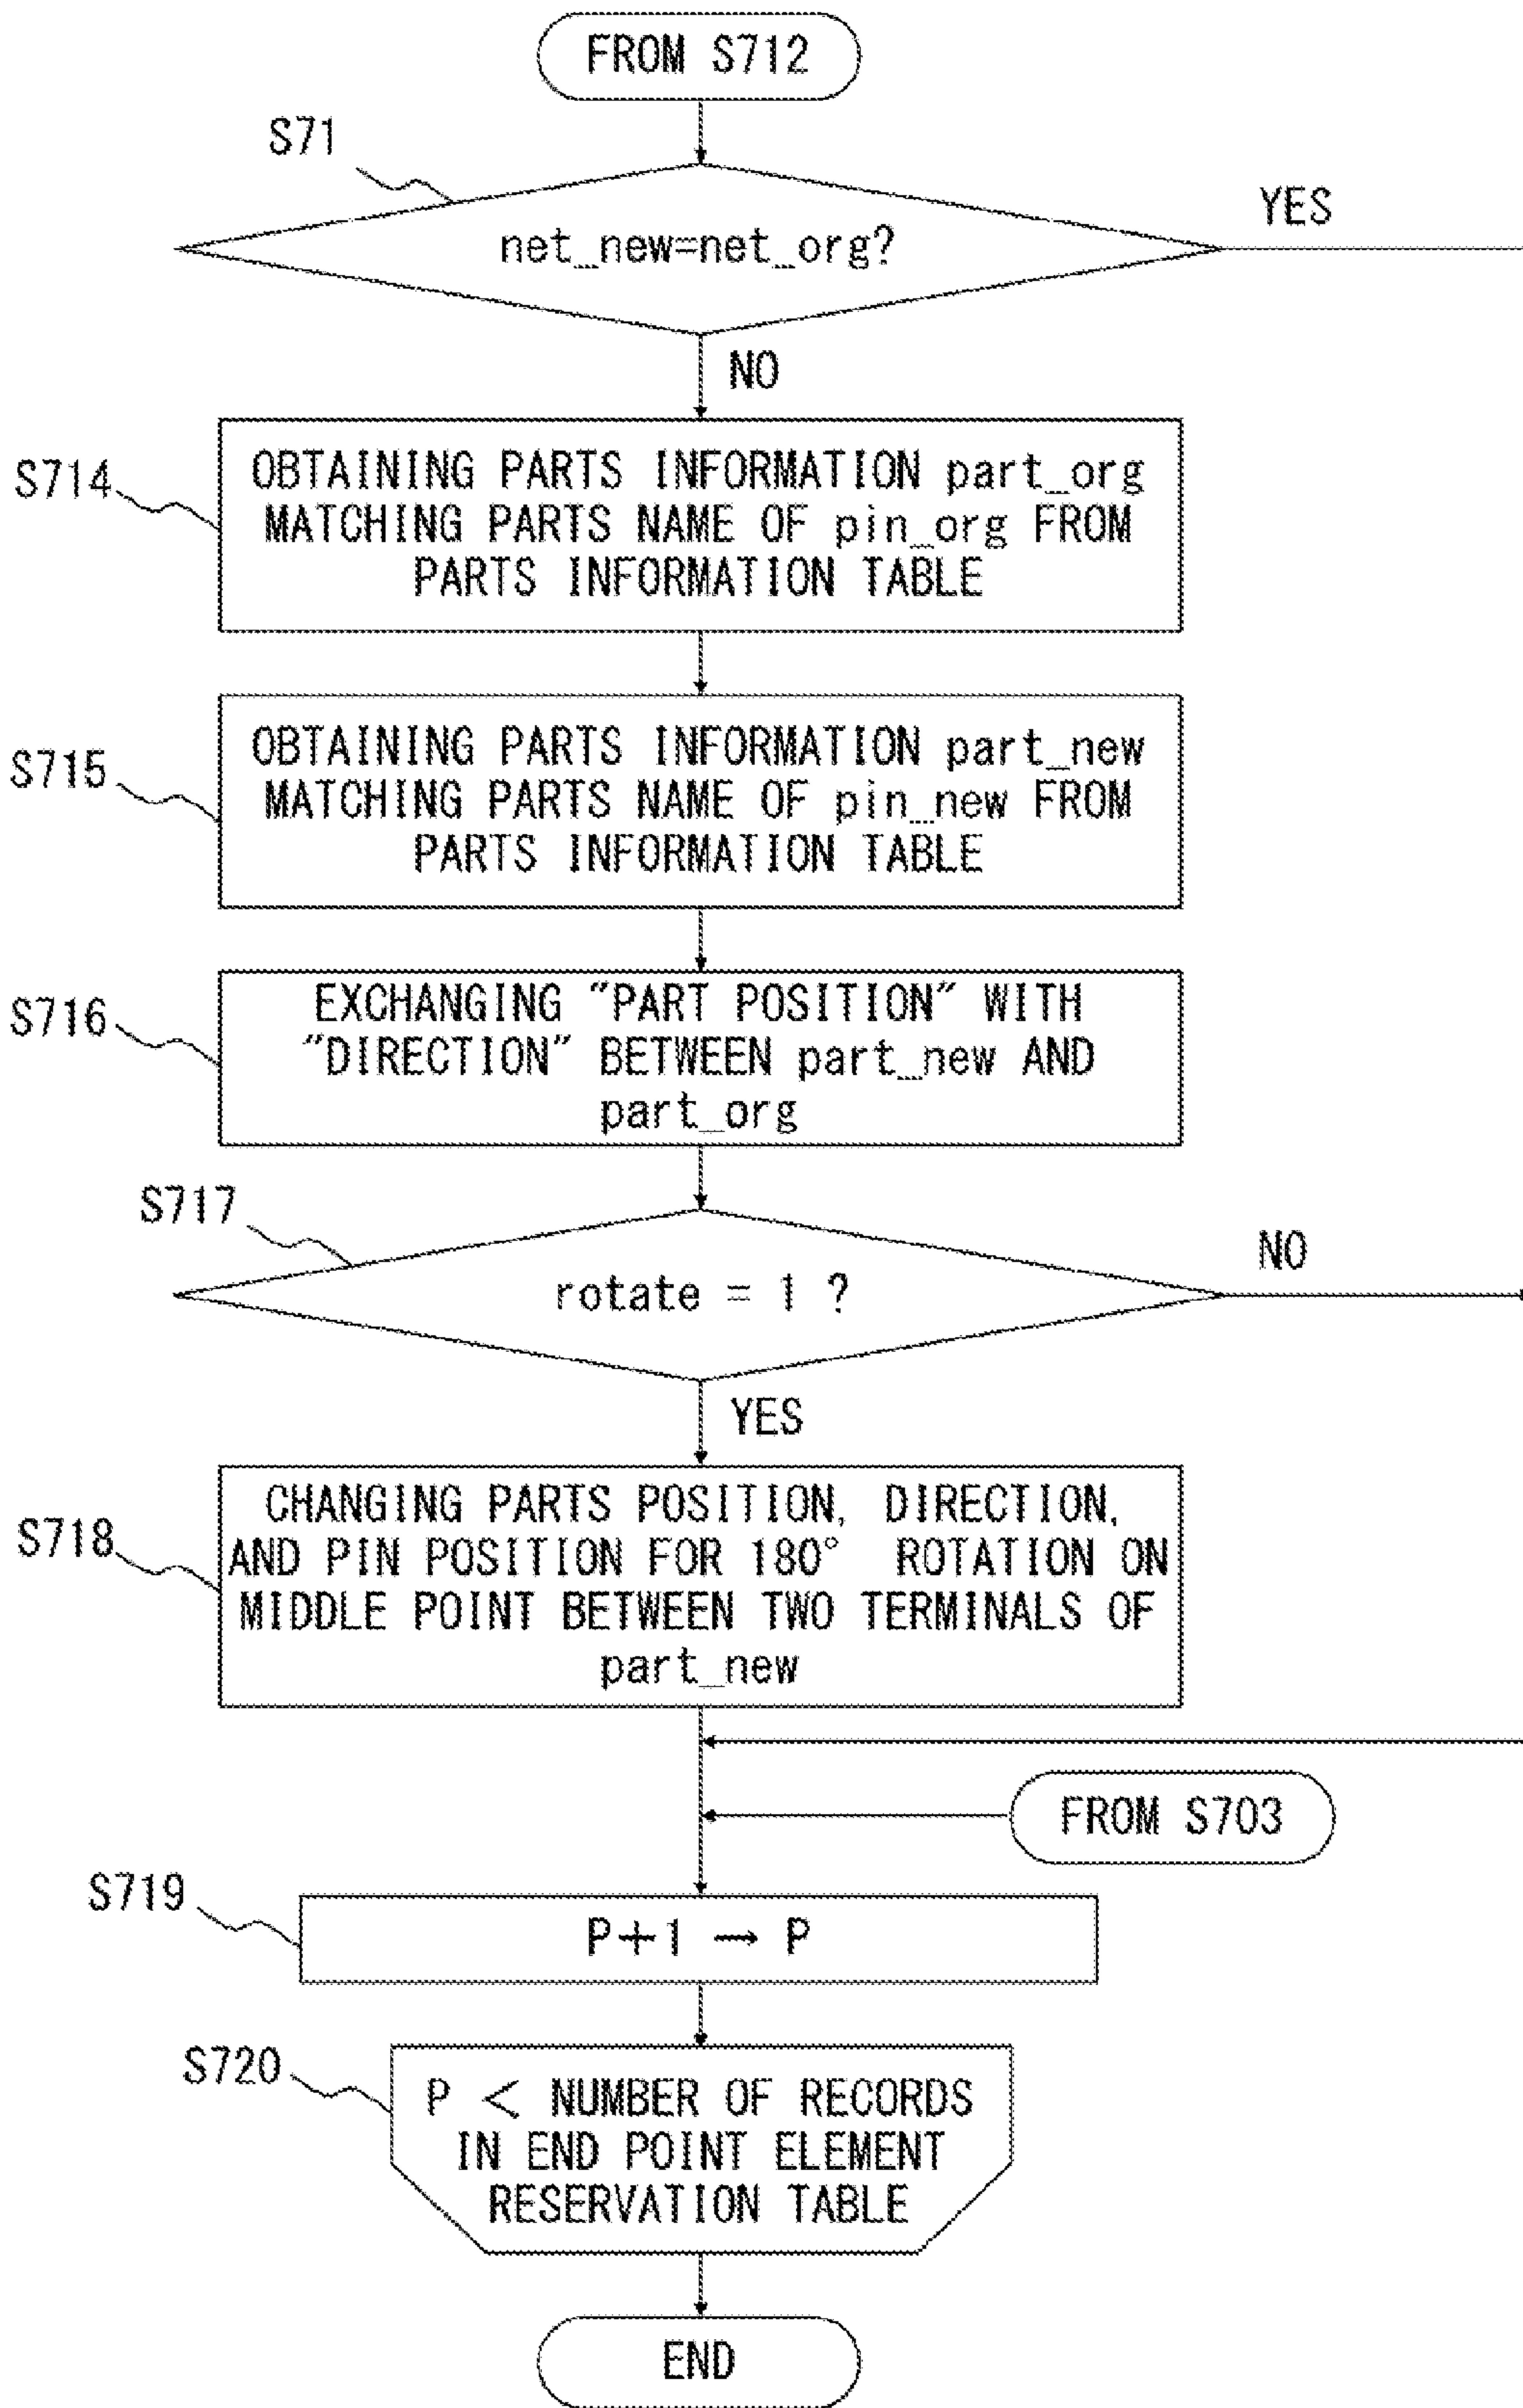 FROM S712
S71
net_new=net_org?
YES
NO
S714
OBTAINING PARTS INFORMATION part_org
MATCHING PARTS NAME OF pin_org FROM
PARTS INFORMATION TABLE
S715
OBTAINING PARTS INFORMATION part_new
MATCHING PARTS NAME OF pin_new FROM
PARTS INFORMATION TABLE
S716
EXCHANGING "PART POSITION" WITH
"DIRECTION" BETWEEN part_new AND
part_org
S717
rotate = 1 ?
NO
YES
S718
CHANGING PARTS POSITION, DIRECTION,
AND PIN POSITION FOR 180° ROTATION ON
MIDDLE POINT BETWEEN TWO TERMINALS OF
part_new
FROM S703
S719
P+1 → P
S720
P < NUMBER OF RECORDS
IN END POINT ELEMENT
RESERVATION TABLE
END